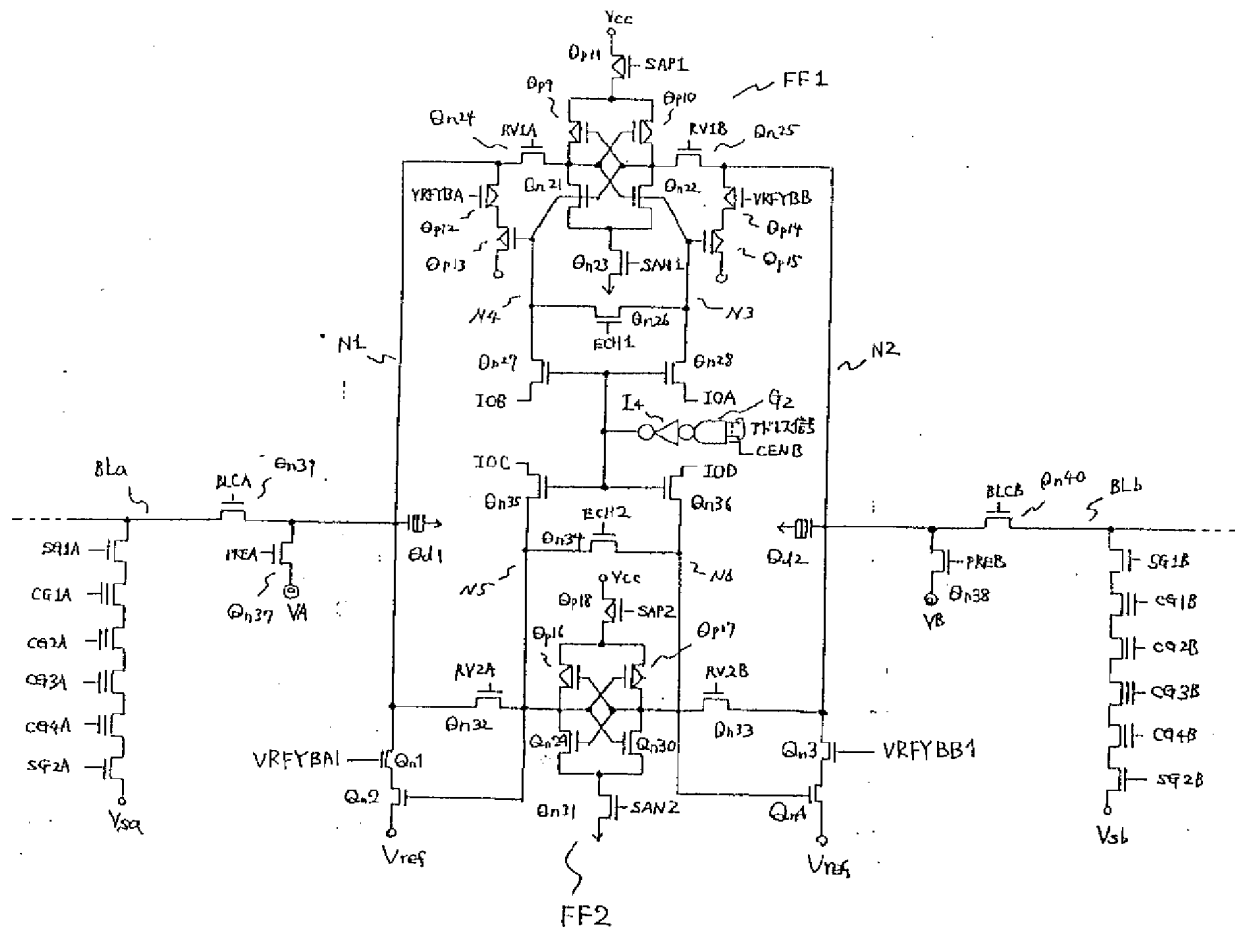 Vcc
Qp11
SAP1
FF1
Qp9
Qp10
Qn24
RV1A
RV1B
Qn25
Qn21
Qn22
VRFYBA
VRFYBB
Qp12
Qp14
Qp13
Qp15
Qn23
SAN1
N4
N3
Qn26
ECH1
N1
N2
Qn27
Qn28
IOB
IOA
I4
G2
CENB
BLa
Qn39
BLCA
IOC
IOD
BLCB
Qn40
BLb
Qn35
Qn36
ECH2
SG1A
PREA
Qd1
Qn34
Qd2
PREB
SG1B
N5
N6
Qn37
VA
Vcc
Qn38
VB
CG1A
Qp18
SAP2
CG1B
CG2A
Qp16
Qp17
CG2B
RV2A
RV2B
CG3A
CG3B
Qn32
Qn33
CG4A
Qn29
Qn30
CG4B
VRFYBA1
Qn1
Qn3
VRFYBB1
SG2A
SG2B
Qn2
Qn31
SAN2
Qn4
Vsa
Vsb
Vref
Vref
FF2